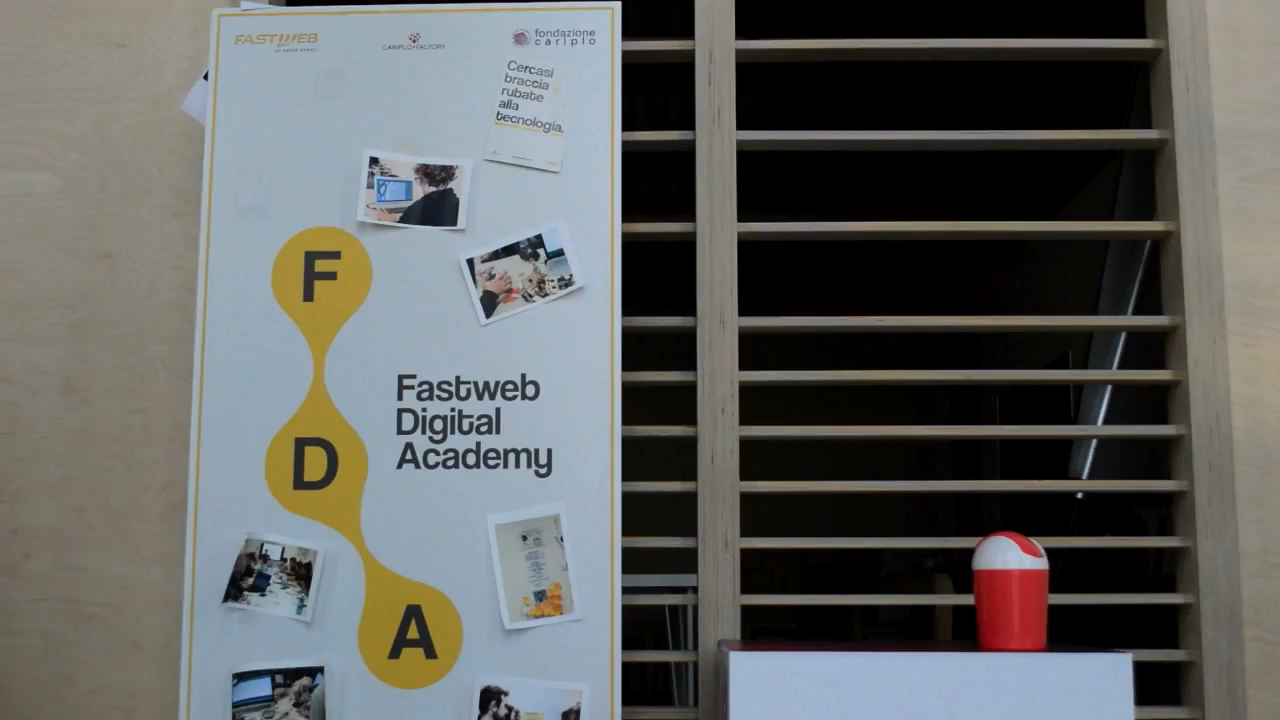 FASTWEB
CARIPLO FACTORY
fondazione
cariplo
Cercasi
braccia
rubate
alla
tecnologia.
F
Fastweb
Digital
Academy
D
A